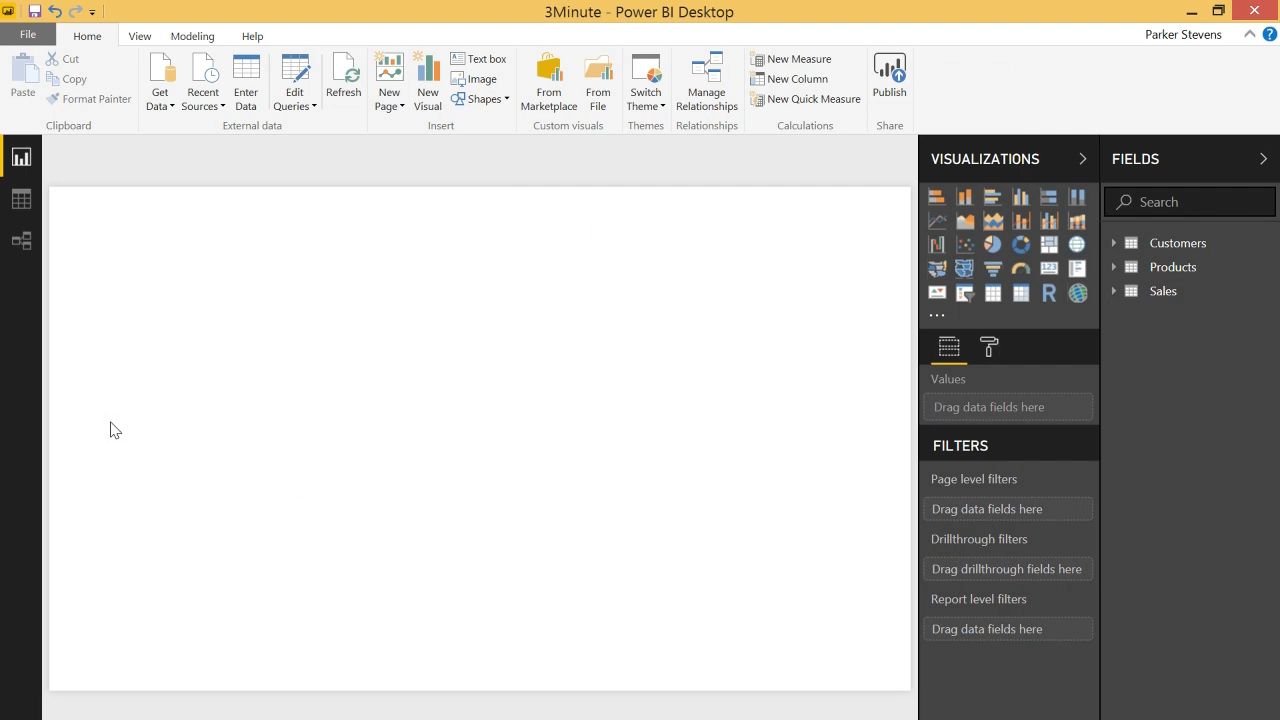 3Minute - Power BI Desktop
File Home View Modeling Help Parker Stevens ?
Paste Cut Copy Format Painter
Clipboard
Get Data Recent Sources Enter Data Edit Queries Refresh
External data
New Page New Visual Text box Image Shapes
Insert
From Marketplace From File
Custom visuals
Switch Theme
Themes
Manage Relationships
Relationships
New Measure
New Column
New Quick Measure
Calculations
Publish
Share
VISUALIZATIONS
123
R
...
Values
Drag data fields here
FILTERS
Page level filters
Drag data fields here
Drillthrough filters
Drag drillthrough fields here
Report level filters
Drag data fields here
FIELDS
Search
Customers
Products
Sales